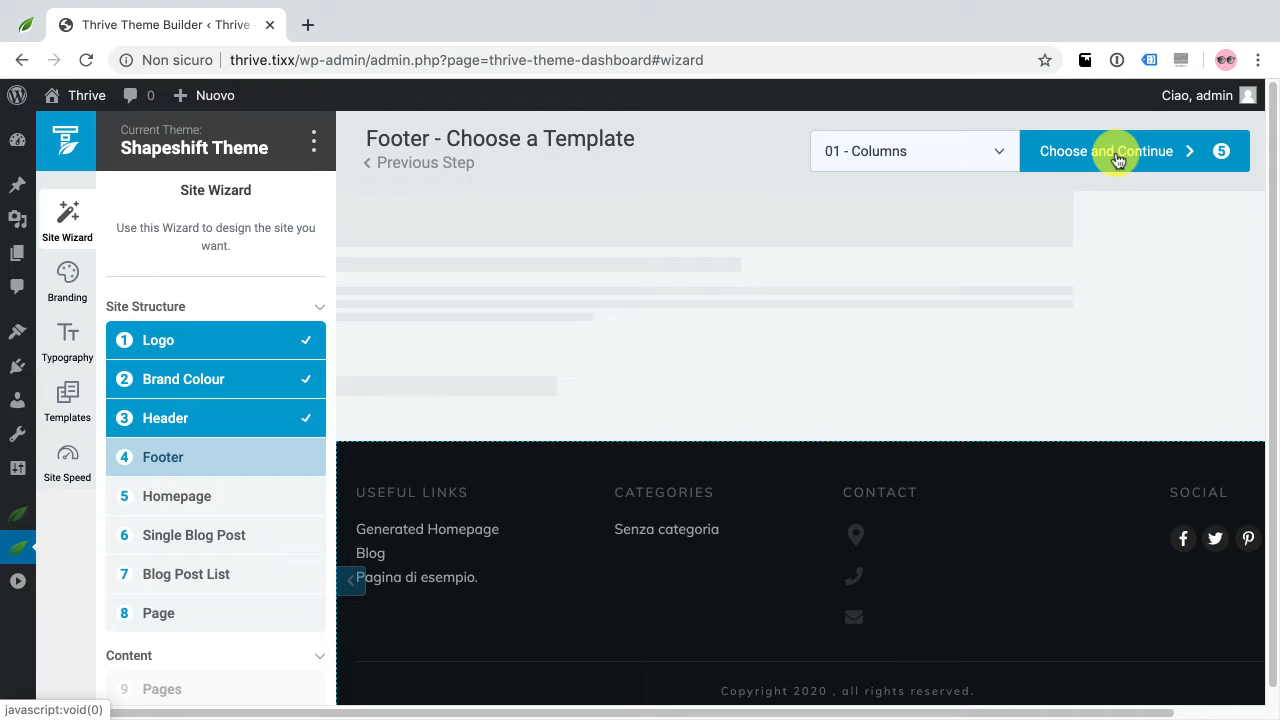 Thrive Theme Builder ‹ Thrive
Non sicuro
thrive.tixx/wp-admin/admin.php?page=thrive-theme-dashboard#wizard
Thrive
0
Nuovo
Ciao, admin
Current Theme:
Shapeshift Theme
Footer - Choose a Template
Previous Step
01 - Columns
Choose and Continue
5
Site Wizard
Use this Wizard to design the site you
want.
Site Wizard
Branding
Typography
Templates
Site Speed
Site Structure
1 Logo
2 Brand Colour
3 Header
4 Footer
5 Homepage
6 Single Blog Post
7 Blog Post List
8 Page
Content
9 Pages
USEFUL LINKS
Generated Homepage
Blog
Pagina di esempio.
CATEGORIES
Senza categoria
CONTACT
SOCIAL
Copyright 2020 , all rights reserved.
javascript:void(0)